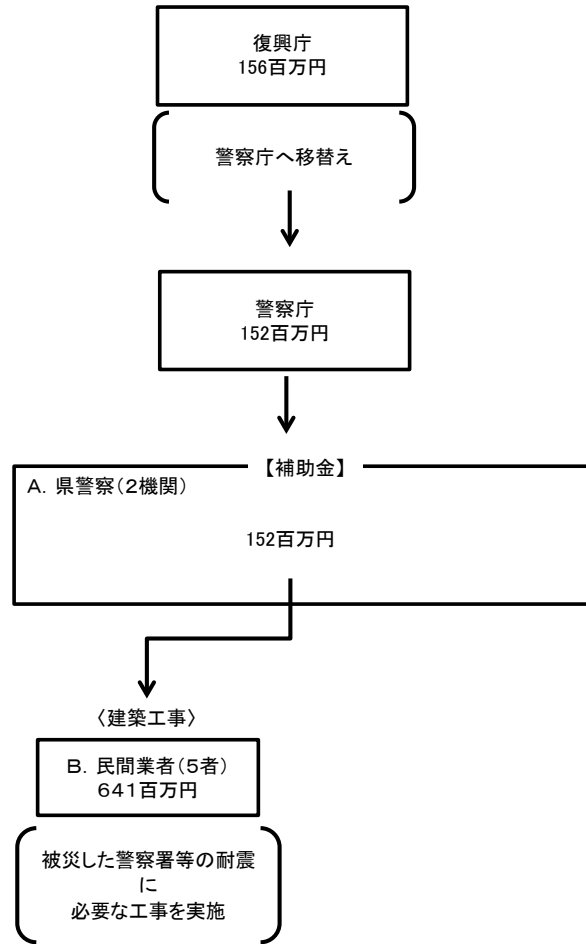 復興庁
156百万円
警察庁へ移替え
警察庁
152百万円
【補助金】
A. 県警察(2機関)
152百万円
〈建築工事〉
B. 民間業者(5者)
641百万円
被災した警察署等の耐震
に
必要な工事を実施